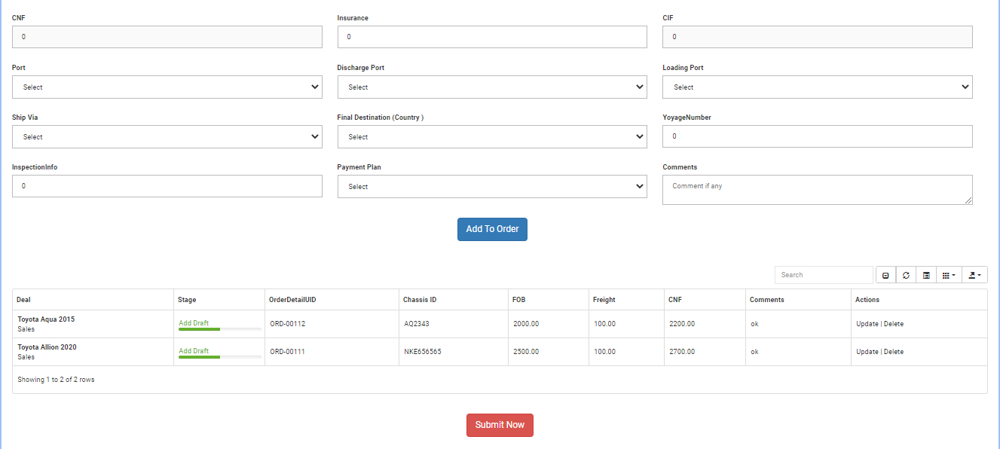 CNF Insurance CIF
0 0 0
Port Discharge Port Loading Port
Select Select Select
Ship Via Final Destination (Country ) YoyageNumber
Select Select 0
InspectionInfo Payment Plan Comments
0 Select Comment if any
Add To Order
Search
Deal Stage OrderDetailUID Chassis ID FOB Freight CNF Comments Actions
Toyota Aqua 2015
Sales
Add Draft ORD-00112 AQ2343 2000.00 100.00 2200.00 ok Update | Delete
Toyota Allion 2020
Sales
Add Draft ORD-00111 NKE656565 2500.00 100.00 2700.00 ok Update | Delete
Showing 1 to 2 of 2 rows
Submit Now